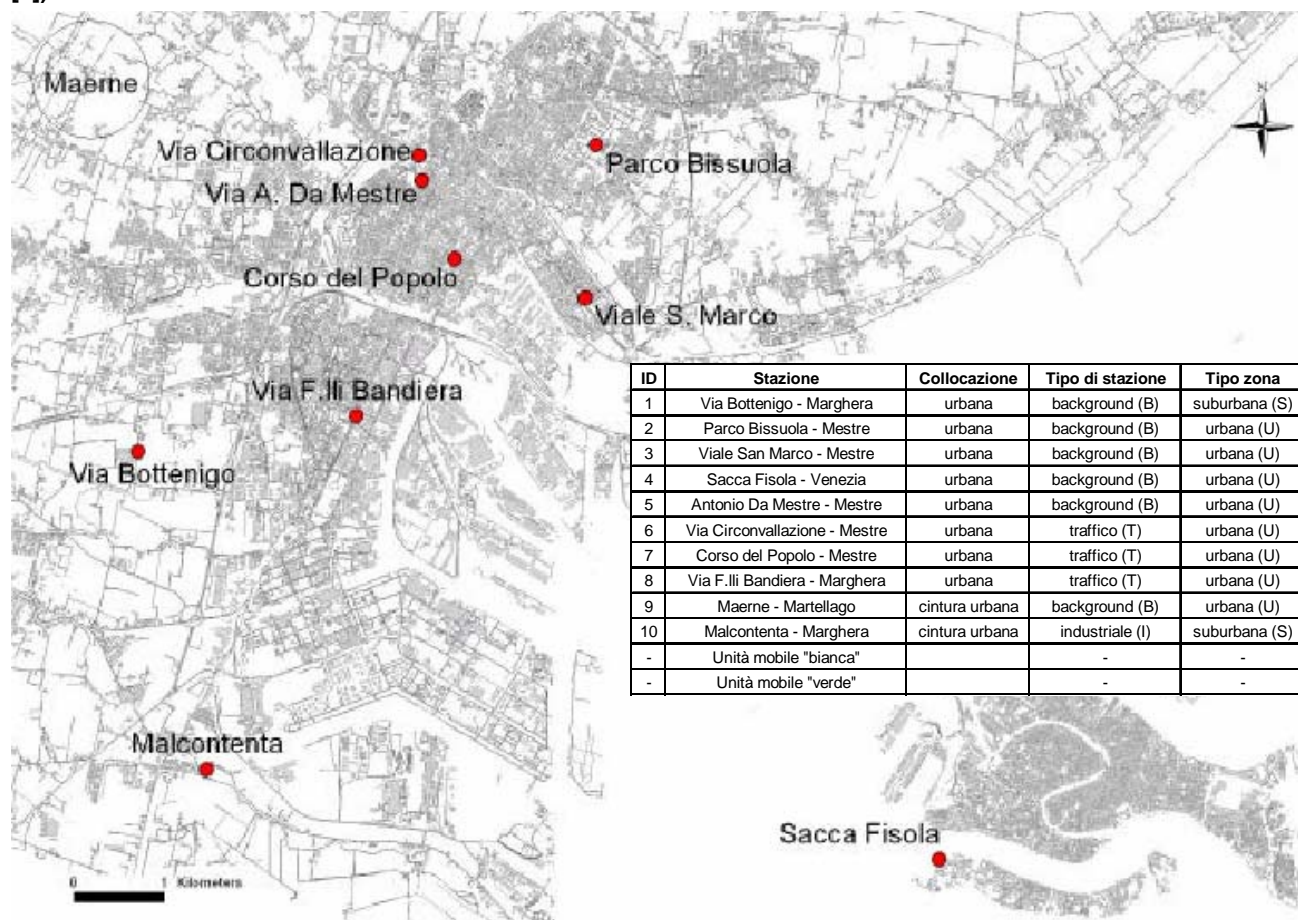 Maerne
N
Via Circonvallazione
Parco Bissuola
Via A. Da Mestre
Corso del Popolo
Viale S. Marco
Via F.lli Bandiera
Via Bottenigo
ID Stazione Collocazione Tipo di stazione Tipo zona
1 Via Bottenigo - Marghera urbana background (B) suburbana (S)
2 Parco Bissuola - Mestre urbana background (B) urbana (U)
3 Viale San Marco - Mestre urbana background (B) urbana (U)
4 Sacca Fisola - Venezia urbana background (B) urbana (U)
5 Antonio Da Mestre - Mestre urbana background (B) urbana (U)
6 Via Circonvallazione - Mestre urbana traffico (T) urbana (U)
7 Corso del Popolo - Mestre urbana traffico (T) urbana (U)
8 Via F.lli Bandiera - Marghera urbana traffico (T) urbana (U)
9 Maerne - Martellago cintura urbana background (B) urbana (U)
10 Malcontenta - Marghera cintura urbana industriale (I) suburbana (S)
- Unità mobile "bianca" - -
- Unità mobile "verde" - -
Malcontenta
Sacca Fisola
0 1 Kilometers